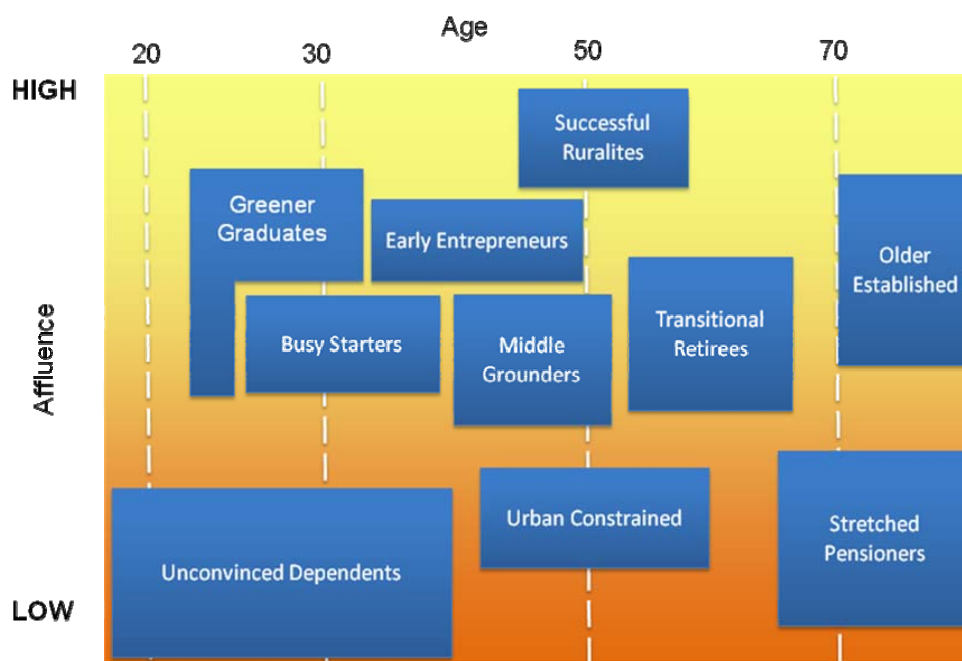 Age
20
30
50
70
HIGH
Successful
Ruralites
Greener
Graduates
Early Entrepreneurs
Older
Established
Transitional
Retirees
Busy Starters
Middle
Grounders
Affluence
Urban Constrained
Stretched
Pensioners
Unconvinced Dependents
LOW